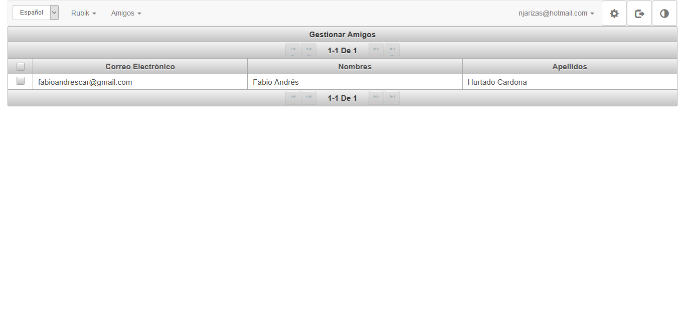 Español Rubik Amigos njarizas@hotmail.com
Gestionar Amigos
1-1 De 1
Correo Electrónico Nombres Apellidos
fabioandrescar@gmail.com Fabio Andrés Hurtado Cardona
1-1 De 1